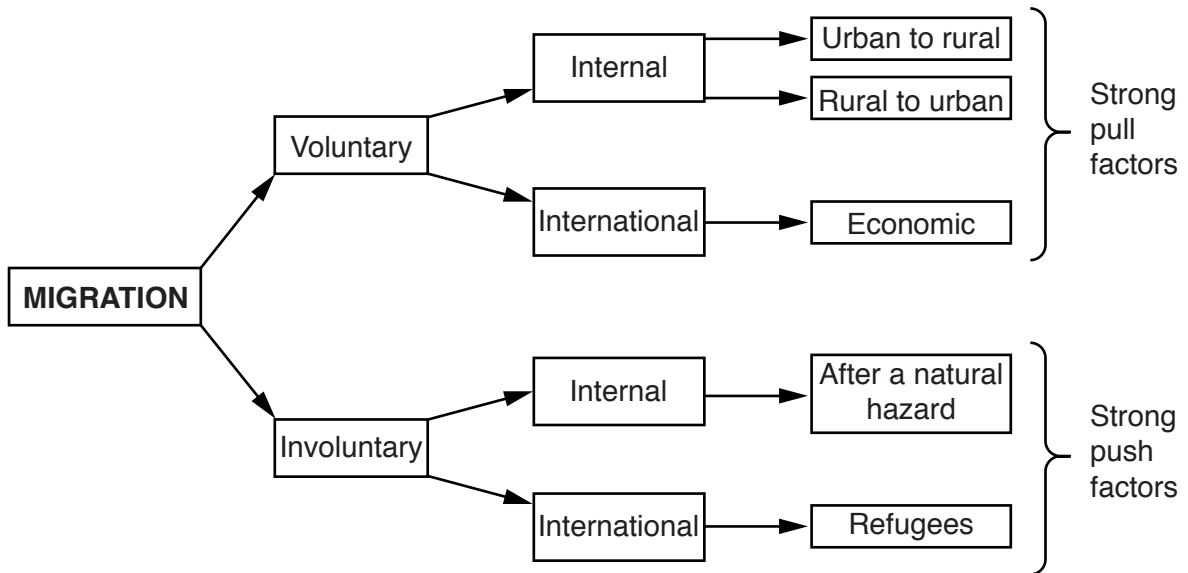 MIGRATION
Voluntary
Internal
Urban to rural
Rural to urban
International
Economic
Strong
pull
factors
Involuntary
Internal
After a natural
hazard
International
Refugees
Strong
push
factors